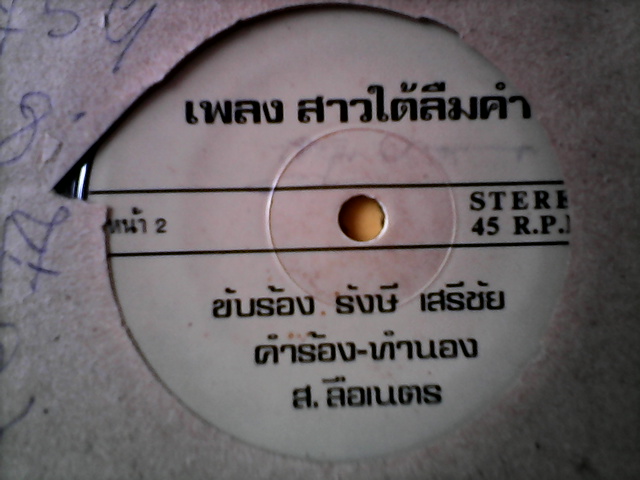 เพลง สาวใต้ลืมคำ
หน้า 2
STERE
45 R.P.
ขับร้อง รังษี เสรีชัย
คำร้อง-ทำนอง
ส. ลือเนตร